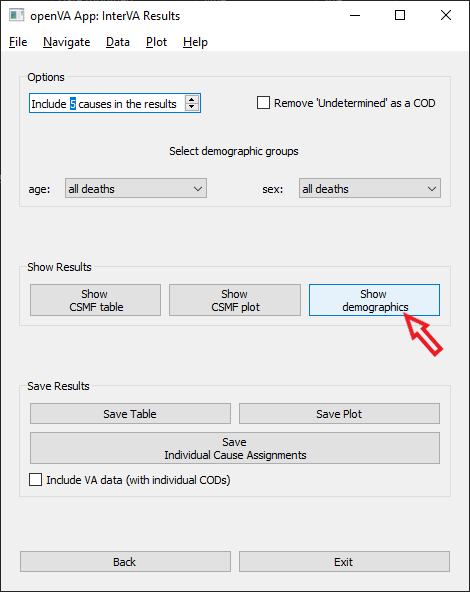 openVA App: InterVA Results
File Navigate Data Plot Help
Options
Include 5 causes in the results
Remove 'Undetermined' as a COD
Select demographic groups
age: all deaths sex: all deaths
Show Results
Show
CSMF table
Show
CSMF plot
Show
demographics
Save Results
Save Table
Save Plot
Save
Individual Cause Assignments
Include VA data (with individual CODs)
Back
Exit